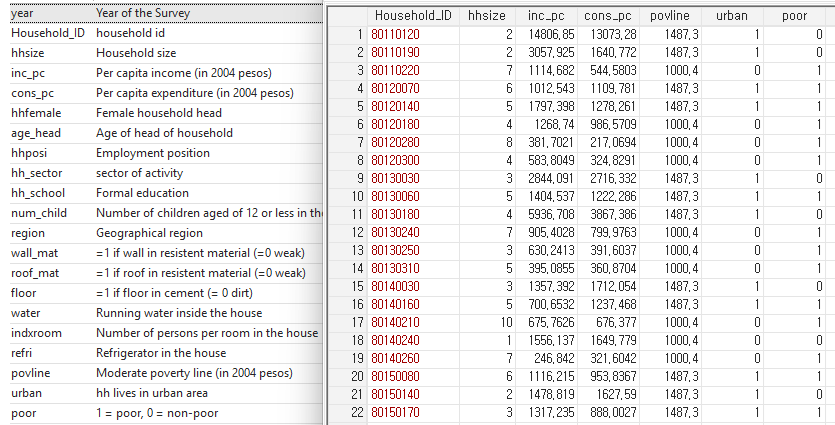 year Year of the Survey
Household_ID household id
hhsize Household size
inc_pc Per capita income (in 2004 pesos)
cons_pc Per capita expenditure (in 2004 pesos)
hhfemale Female household head
age_head Age of head of household
hhposi Employment position
hh_sector sector of activity
hh_school Formal education
num_child Number of children aged of 12 or less in the
region Geographical region
wall_mat =1 if wall in resistent material (=0 weak)
roof_mat =1 if roof in resistent material (=0 weak)
floor =1 if floor in cement (= 0 dirt)
water Running water inside the house
indxroom Number of persons per room in the house
refri Refrigerator in the house
povline Moderate poverty line (in 2004 pesos)
urban hh lives in urban area
poor 1 = poor, 0 = non-poor
Household_ID hhsize inc_pc cons_pc povline urban poor
1 80110120 2 14806,85 13073,28 1487,3 1 0
2 80110190 2 3057,925 1640,772 1487,3 1 0
3 80110220 7 1114,682 544,5803 1000,4 0 1
4 80120070 6 1012,543 1109,781 1487,3 1 1
5 80120140 5 1797,398 1278,261 1487,3 1 1
6 80120180 4 1268,74 986,5709 1000,4 0 1
7 80120280 8 381,7021 217,0694 1000,4 0 1
8 80120300 4 583,8049 324,8291 1000,4 0 1
9 80130030 3 2844,091 2716,332 1487,3 1 0
10 80130060 5 1404,537 1222,286 1487,3 1 1
11 80130180 4 5936,708 3867,386 1487,3 1 0
12 80130240 7 905,4028 799,9763 1000,4 0 1
13 80130250 3 630,2413 391,6037 1000,4 0 1
14 80130310 5 395,0855 360,8704 1000,4 0 1
15 80140030 3 1357,392 1712,054 1487,3 1 0
16 80140160 5 700,6532 1237,468 1487,3 1 1
17 80140210 10 675,7626 676,377 1000,4 0 1
18 80140240 1 1556,137 1649,779 1000,4 0 0
19 80140260 7 246,842 321,6042 1000,4 0 1
20 80150080 6 1116,215 953,8367 1487,3 1 1
21 80150140 2 1478,819 1627,59 1487,3 1 0
22 80150170 3 1317,235 888,0027 1487,3 1 1